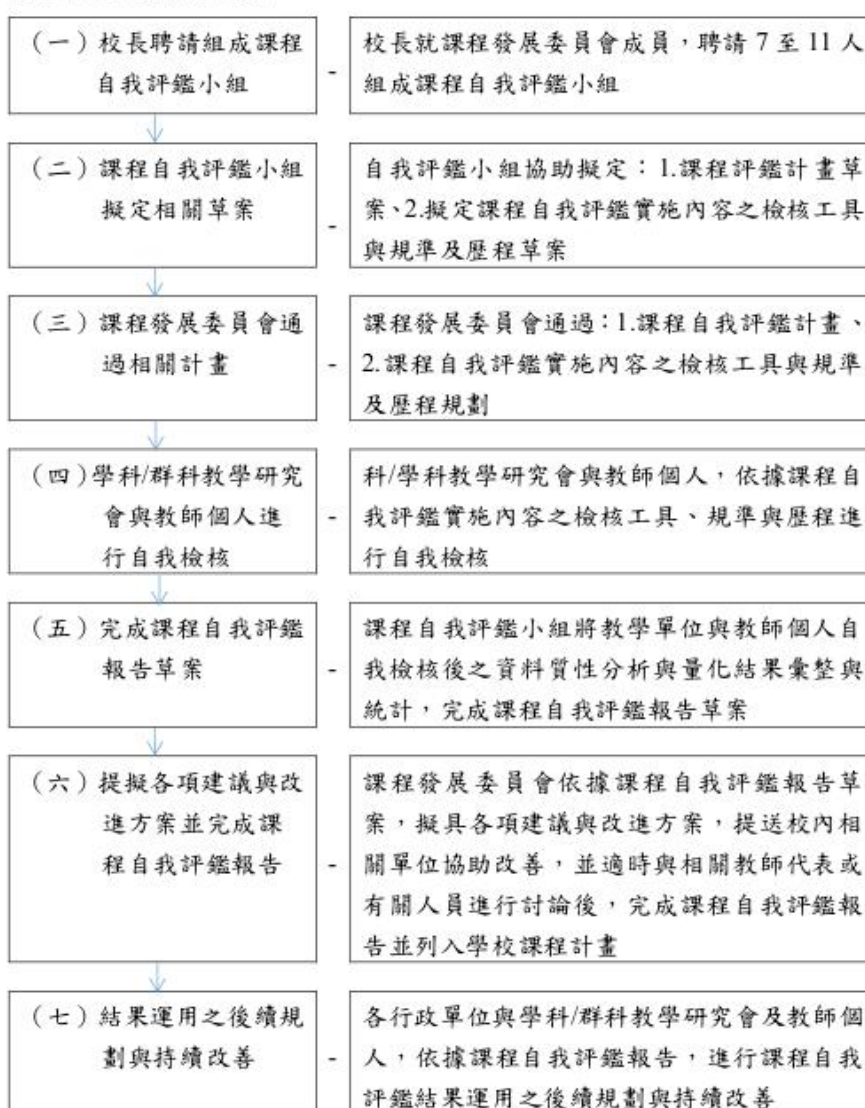 （一）校長聘請組成課程
自我評鑑小組
-
校長就課程發展委員會成員，聘請 7 至 11 人
組成課程自我評鑑小組
（二）課程自我評鑑小組
擬定相關草案
-
自我評鑑小組協助擬定：1.課程評鑑計畫草
案、2.擬定課程自我評鑑實施內容之檢核工具
與規準及歷程草案
（三）課程發展委員會通
過相關計畫
-
課程發展委員會通過：1.課程自我評鑑計畫、
2.課程自我評鑑實施內容之檢核工具與規準
及歷程規劃
（四）學科/群科教學研究
會與教師個人進
行自我檢核
-
科/學科教學研究會與教師個人，依據課程自
我評鑑實施內容之檢核工具、規準與歷程進
行自我檢核
（五）完成課程自我評鑑
報告草案
-
課程自我評鑑小組將教學單位與教師個人自
我檢核後之資料質性分析與量化結果彙整與
統計，完成課程自我評鑑報告草案
（六）提擬各項建議與改
進方案並完成課
程自我評鑑報告
-
課程發展委員會依據課程自我評鑑報告草
案，擬具各項建議與改進方案，提送校內相
關單位協助改善，並適時與相關教師代表或
有關人員進行討論後，完成課程自我評鑑報
告並列入學校課程計畫
（七）結果運用之後續規
劃與持續改善
-
各行政單位與學科/群科教學研究會及教師個
人，依據課程自我評鑑報告，進行課程自我
評鑑結果運用之後續規劃與持續改善